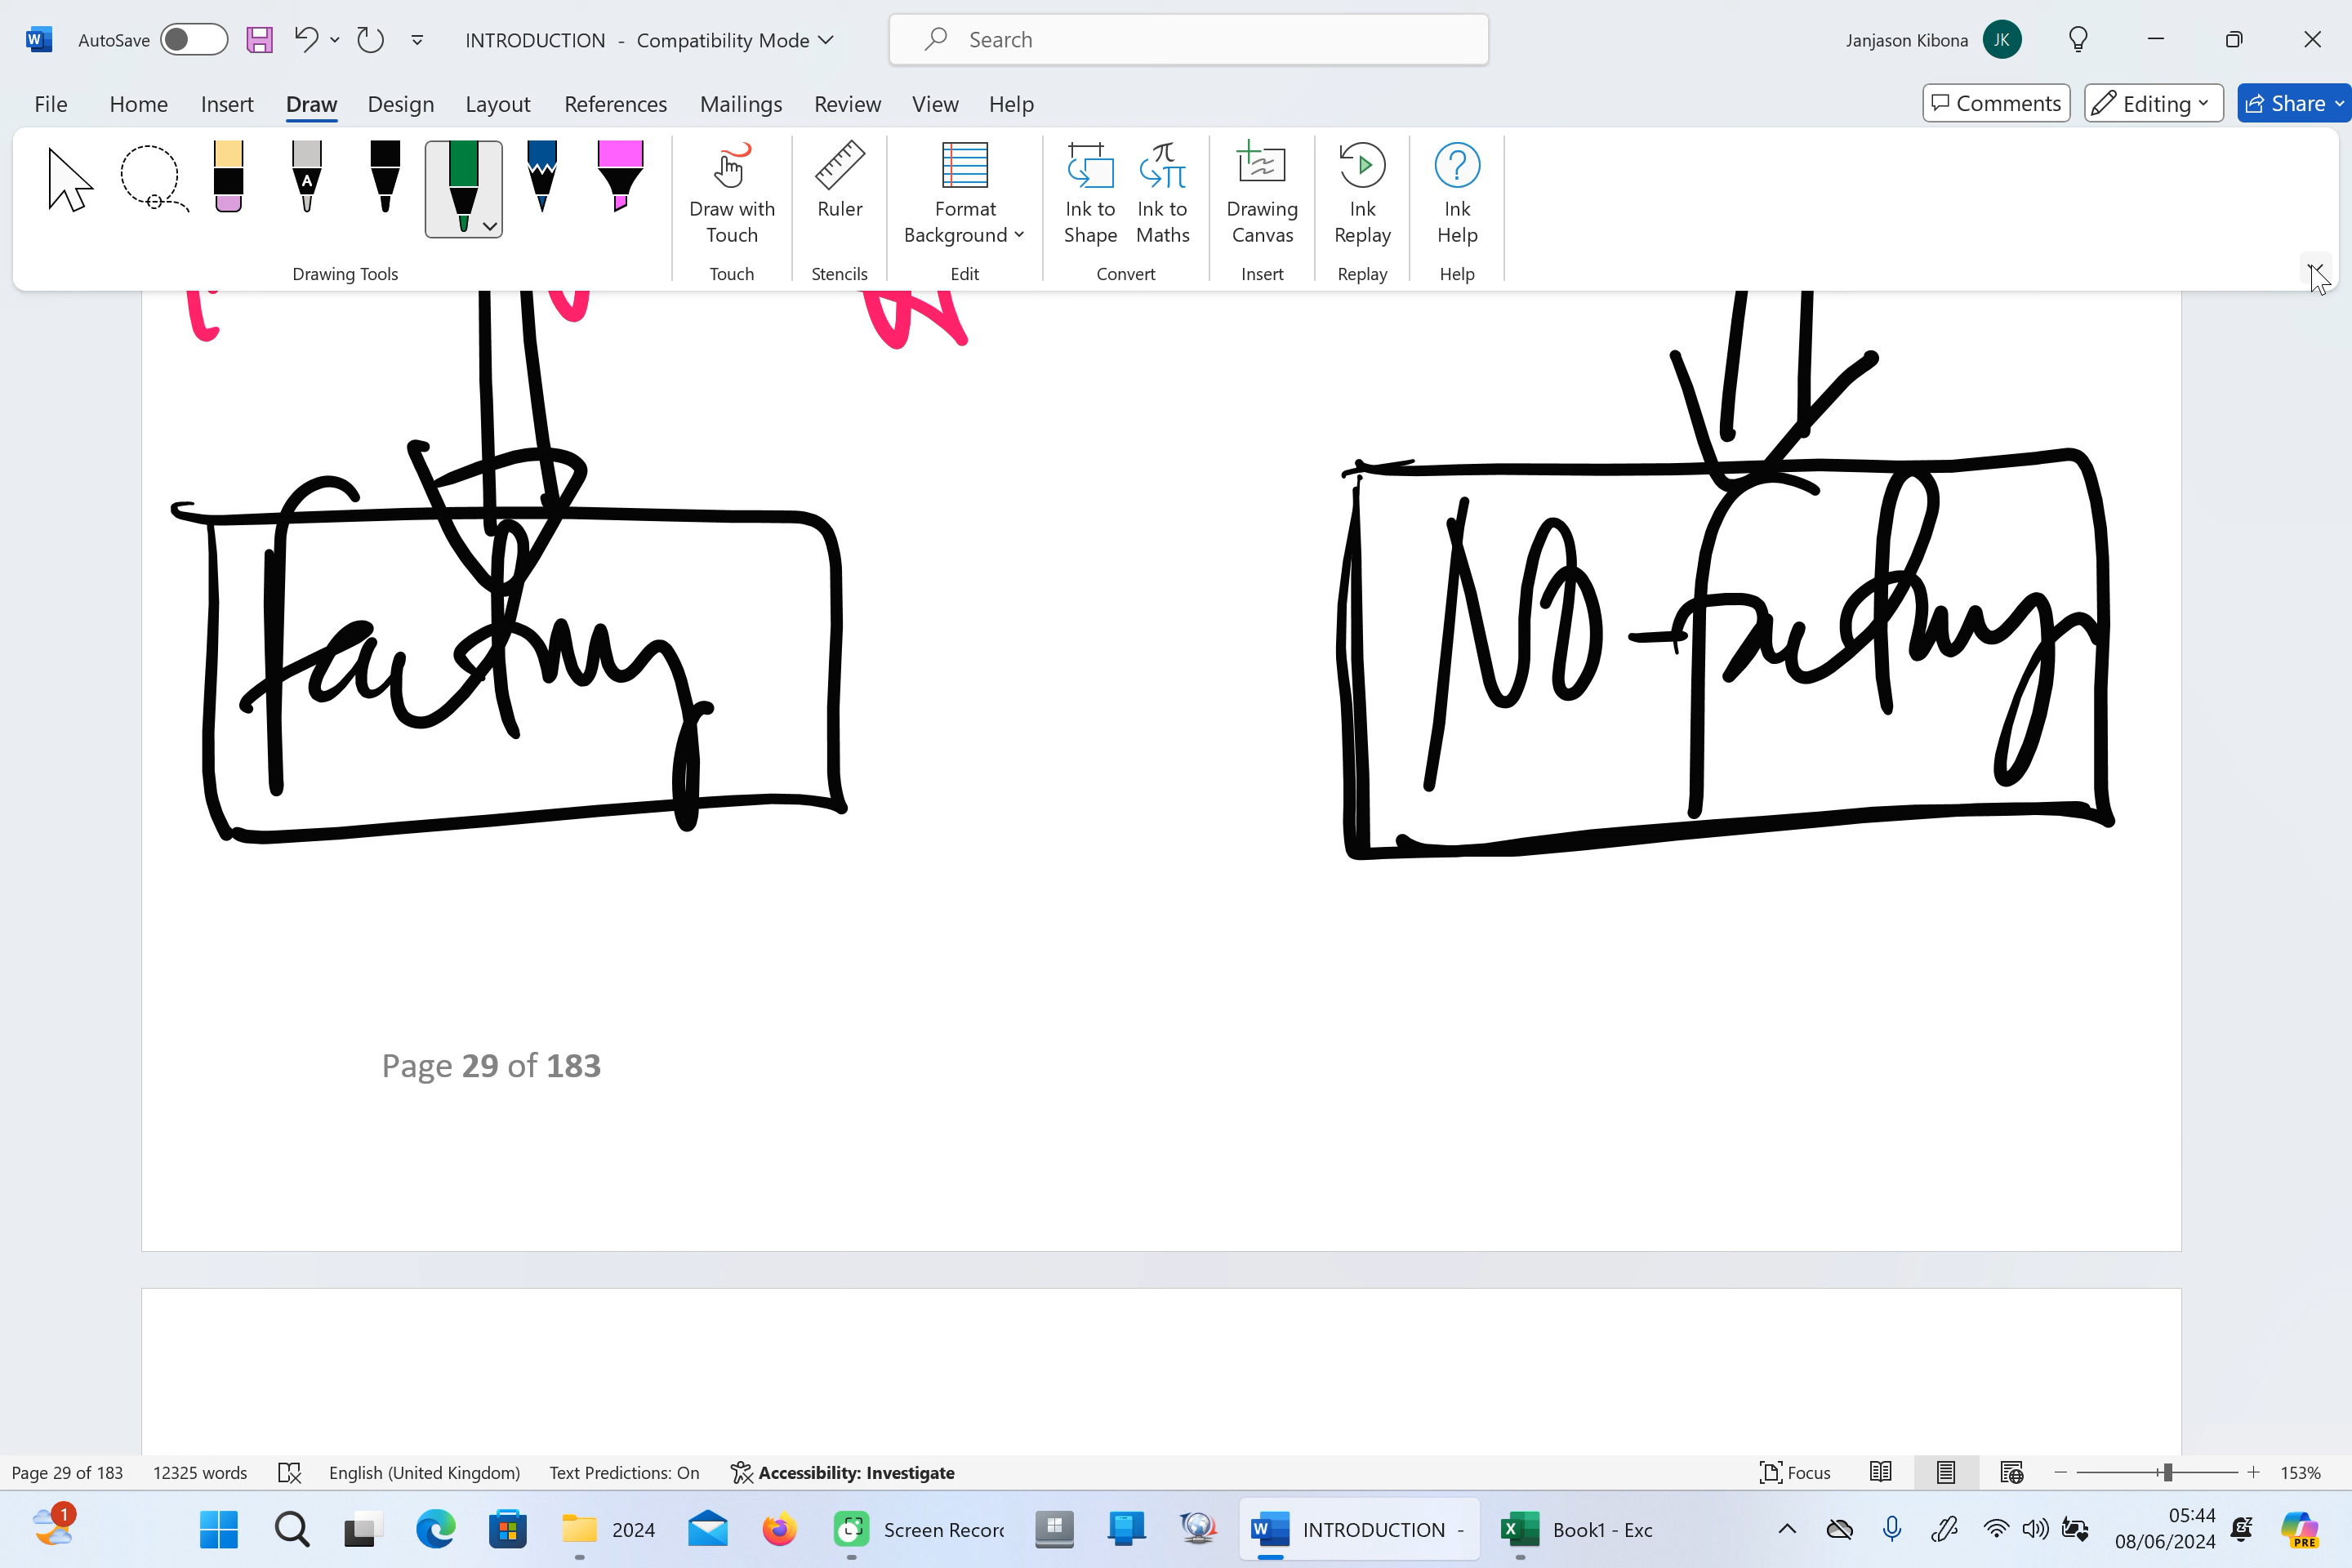 AutoSave INTRODUCTION - Compatibility Mode Search Janjason Kibona JK
File Home Insert Draw Design Layout References Mailings Review View Help Comments Editing Share
A
Draw with Touch Ruler Format Background Ink to Shape Ink to Maths Drawing Canvas Ink Replay Ink Help
Drawing Tools Touch Stencils Edit Convert Insert Replay Help
factory No-factory
Page 29 of 183
Page 29 of 183 12325 words English (United Kingdom) Text Predictions: On Accessibility: Investigate Focus 153%
1 2024 Screen Recor INTRODUCTION - Book1 - Exc 05:44
08/06/2024 PRE